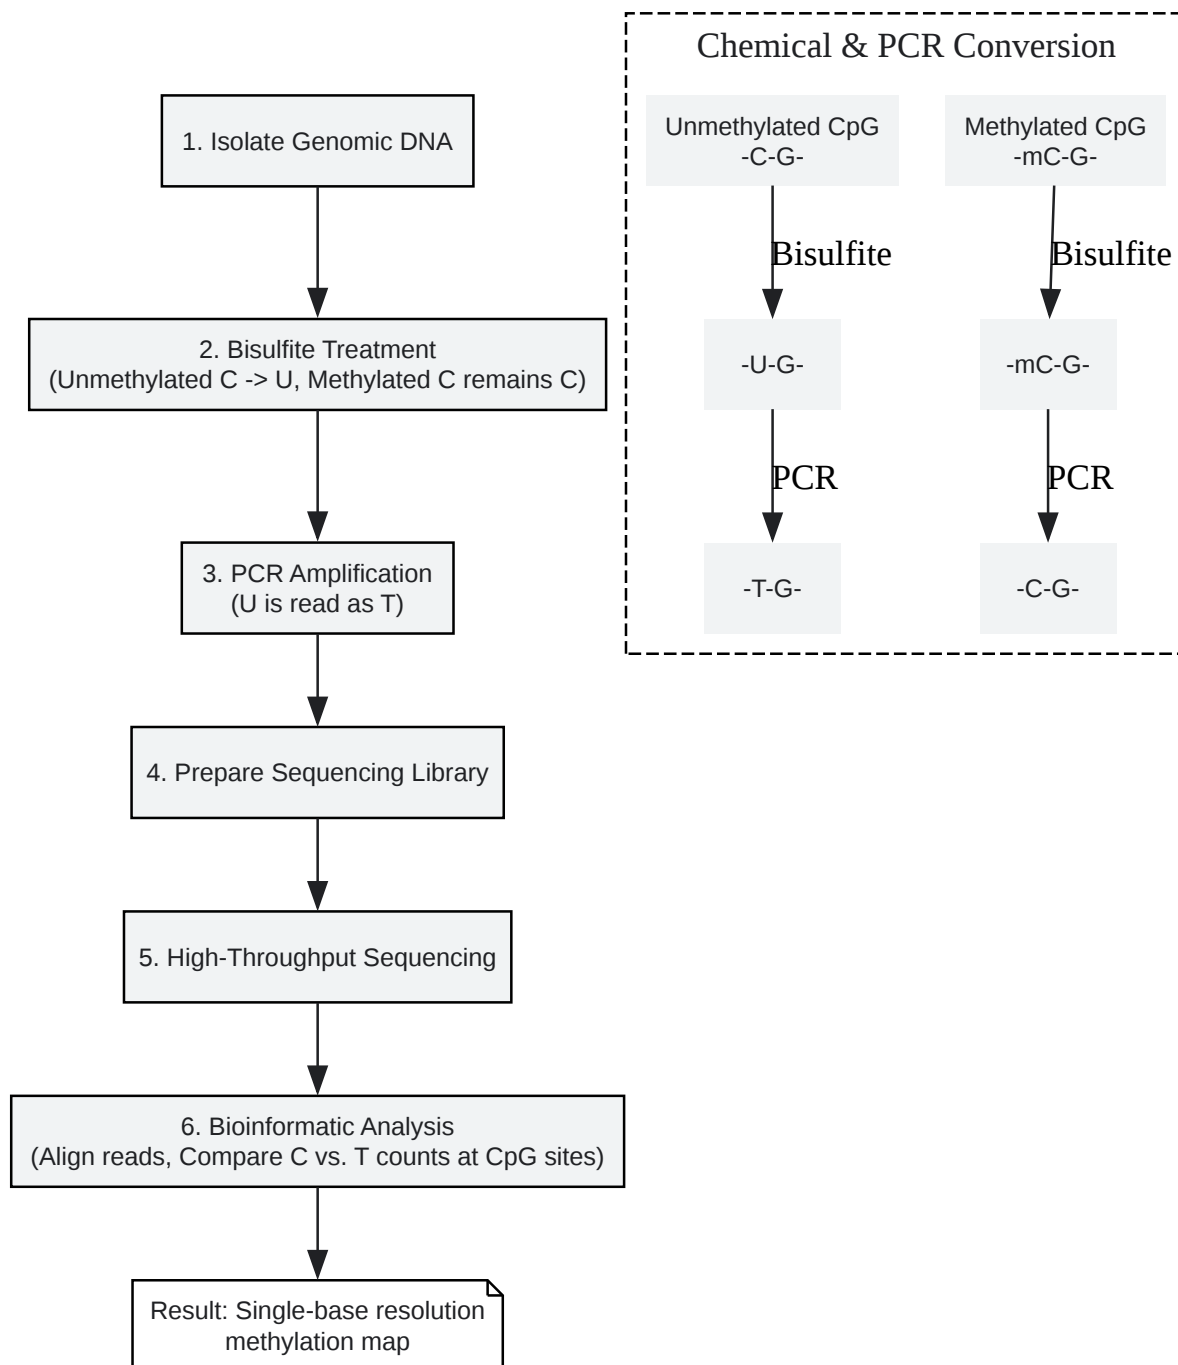 1. Isolate Genomic DNA
2. Bisulfite Treatment
(Unmethylated C -> U, Methylated C remains C)
3. PCR Amplification
(U is read as T)
4. Prepare Sequencing Library
5. High-Throughput Sequencing
6. Bioinformatic Analysis
(Align reads, Compare C vs. T counts at CpG sites)
Result: Single-base resolution
methylation map
Chemical & PCR Conversion
Unmethylated CpG
-C-G-
Bisulfite
-U-G-
PCR
-T-G-
Methylated CpG
-mC-G-
Bisulfite
-mC-G-
PCR
-C-G-